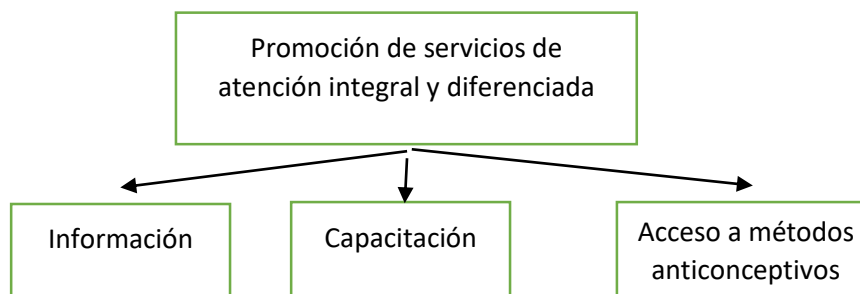 Promoción de servicios de
atención integral y diferenciada
Información
Capacitación
Acceso a métodos
anticonceptivos